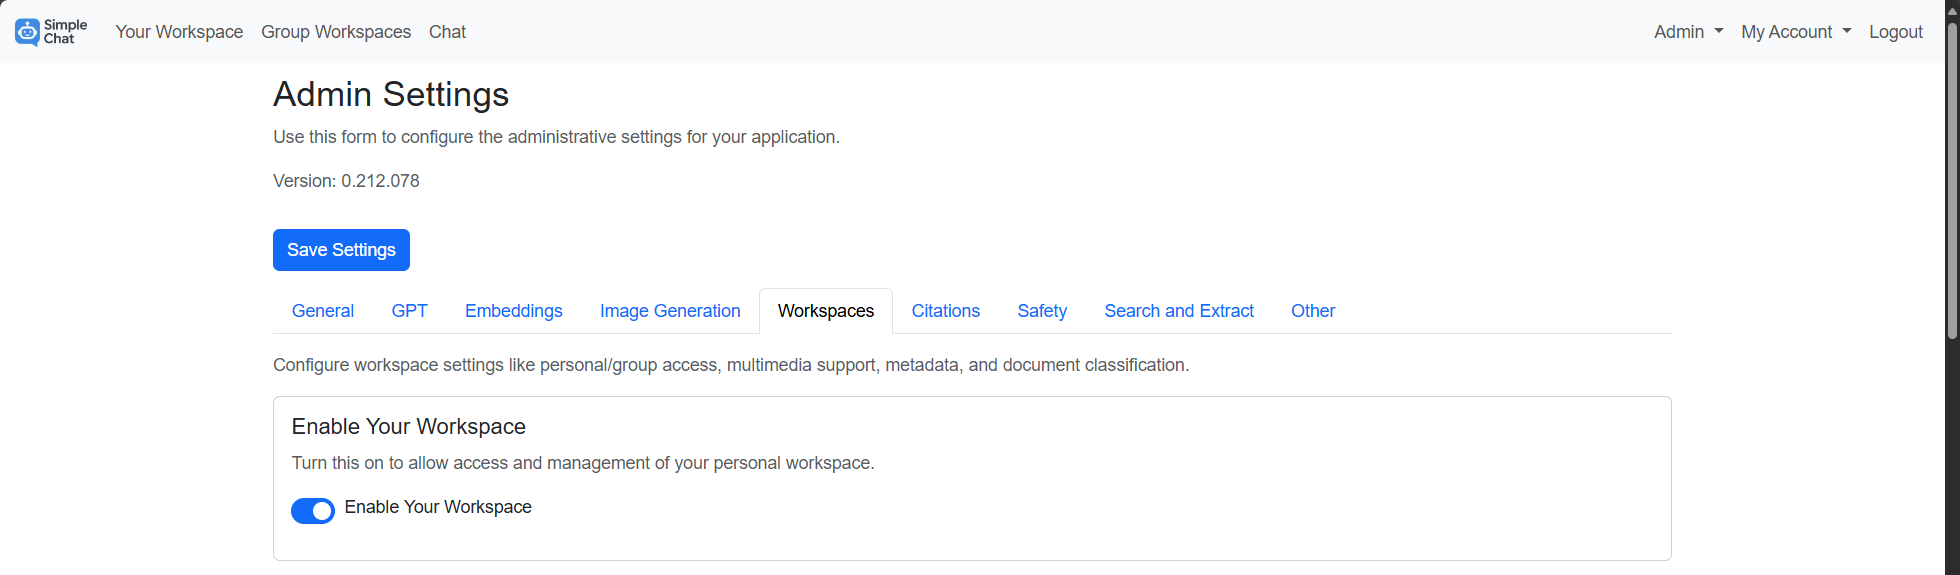 Simple Chat
Your Workspace Group Workspaces Chat Admin My Account Logout
Admin Settings
Use this form to configure the administrative settings for your application.
Version: 0.212.078
Save Settings
General GPT Embeddings Image Generation Workspaces Citations Safety Search and Extract Other
Configure workspace settings like personal/group access, multimedia support, metadata, and document classification.
Enable Your Workspace
Turn this on to allow access and management of your personal workspace.
Enable Your Workspace